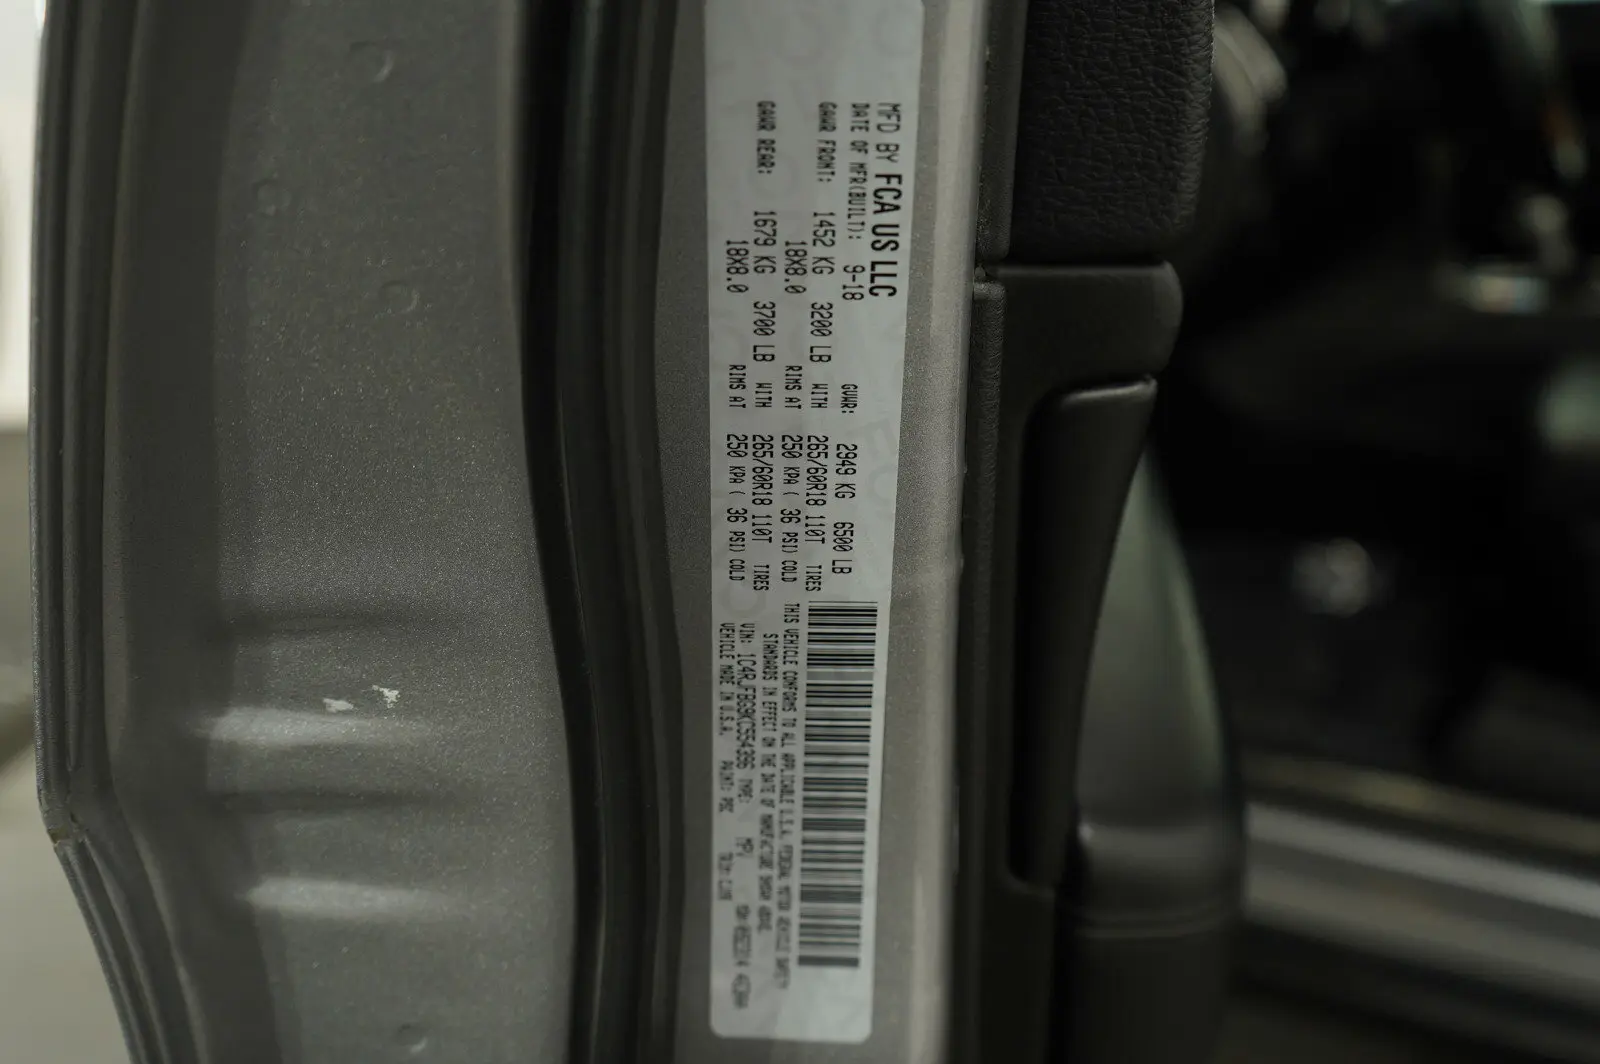 MFD BY FCA US LLC
DATE OF MFR(BUILT): 9-18 GVWR: 2949 KG 6500 LB
GAWR FRONT: 1452 KG 3200 LB WITH 265/60R18 110T TIRES
18X8.0 RIMS AT 250 KPA ( 36 PSI) COLD
GAWR REAR: 1679 KG 3700 LB WITH 265/60R18 110T TIRES
18X8.0 RIMS AT 250 KPA ( 36 PSI) COLD
THIS VEHICLE CONFORMS TO ALL APPLICABLE U.S.A. FEDERAL MOTOR VEHICLE SAFETY
STANDARDS IN EFFECT ON THE DATE OF MANUFACTURE SHOWN ABOVE.
VIN: 1C4RJFBG9KC554396 TYPE: MPV
VEHICLE MADE IN U.S.A. PAINT: PSC